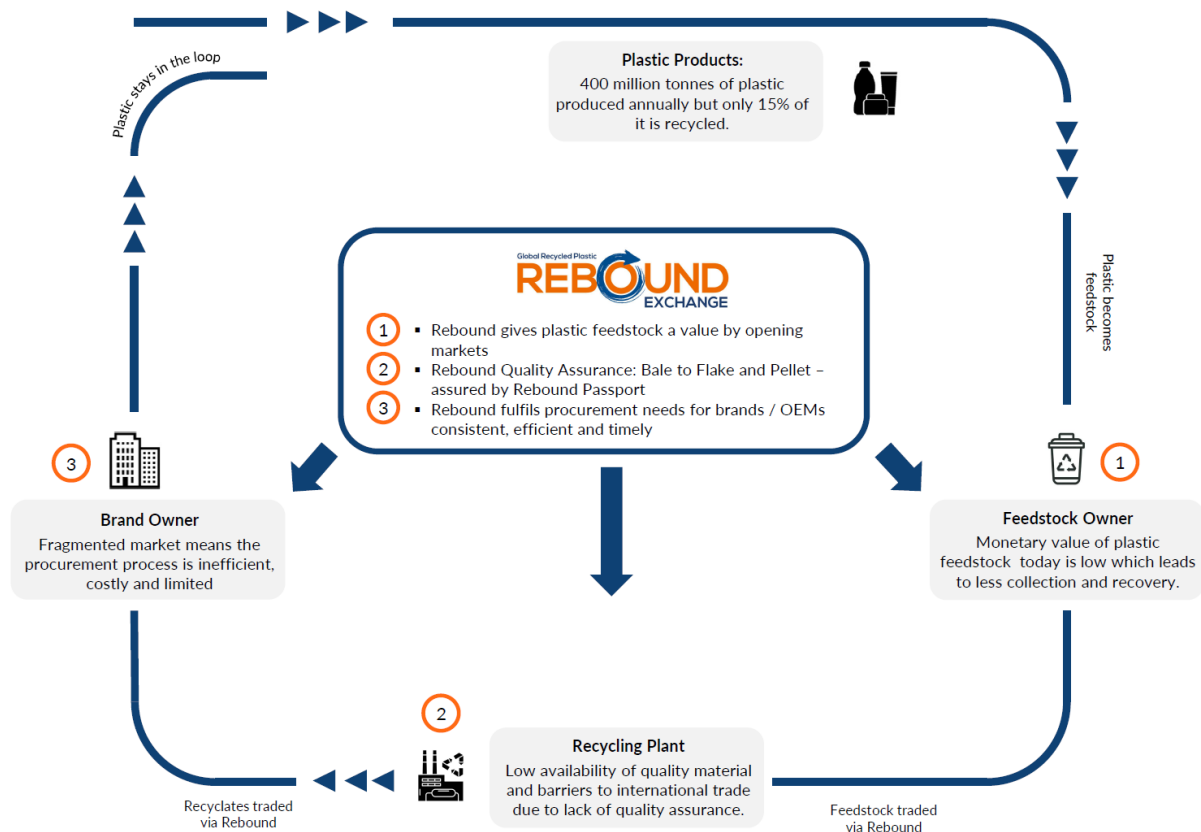 Plastic stays in the loop
Plastic Products:
400 million tonnes of plastic
produced annually but only 15% of
it is recycled.
Plastic becomes
feedstock
Global Recycled Plastic
REBOUND
EXCHANGE
1 ▪ Rebound gives plastic feedstock a value by opening
markets
2 ▪ Rebound Quality Assurance: Bale to Flake and Pellet –
assured by Rebound Passport
3 ▪ Rebound fulfils procurement needs for brands / OEMs
consistent, efficient and timely
3
Brand Owner
Fragmented market means the
procurement process is inefficient,
costly and limited
1
Feedstock Owner
Monetary value of plastic
feedstock today is low which leads
to less collection and recovery.
2
Recycling Plant
Low availability of quality material
and barriers to international trade
due to lack of quality assurance.
Recyclates traded
via Rebound
Feedstock traded
via Rebound